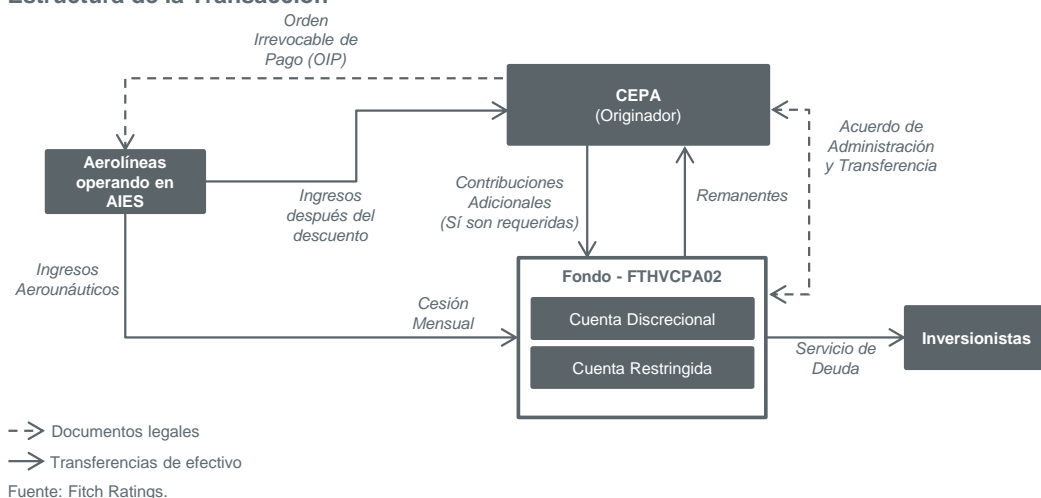 Estructura de la Transacción
Orden
Irrevocable de
Pago (OIP)
CEPA
(Originador)
Acuerdo de
Administración
y Transferencia
Aerolíneas
operando en
AIES
Ingresos
después del
descuento
Contribuciones
Adicionales
(Sí son requeridas)
Remanentes
Ingresos
Aerounáuticos
Cesión
Mensual
Fondo - FTHVCPA02
Cuenta Discrecional
Cuenta Restringida
Servicio de
Deuda
Inversionistas
Documentos legales
Transferencias de efectivo
Fuente: Fitch Ratings.